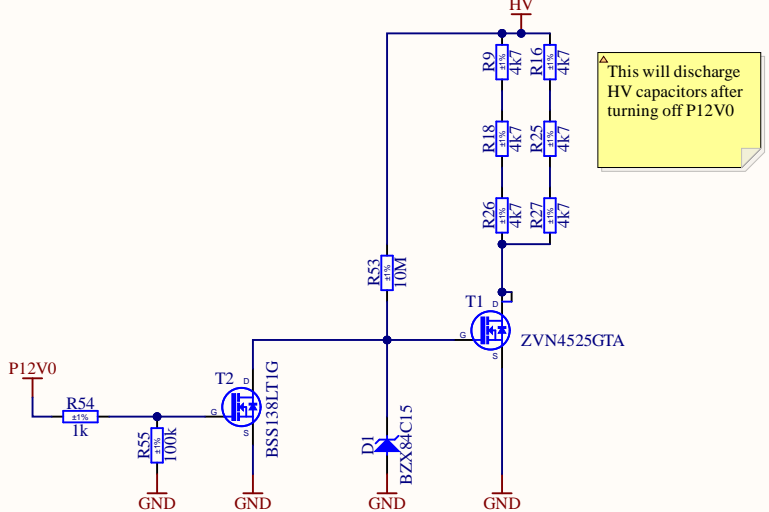 HV
R9
±1%
4k7
R16
±1%
4k7
This will discharge
HV capacitors after
turning off P12V0
R18
±1%
4k7
R25
±1%
4k7
R26
±1%
4k7
R27
±1%
4k7
R53
±1%
10M
T1
D
G
S
ZVN4525GTA
P12V0
R54
±1%
1k
T2
D
G
S
BSS138LT1G
R55
±1%
100k
D1
BZX84C15
GND
GND
GND
GND